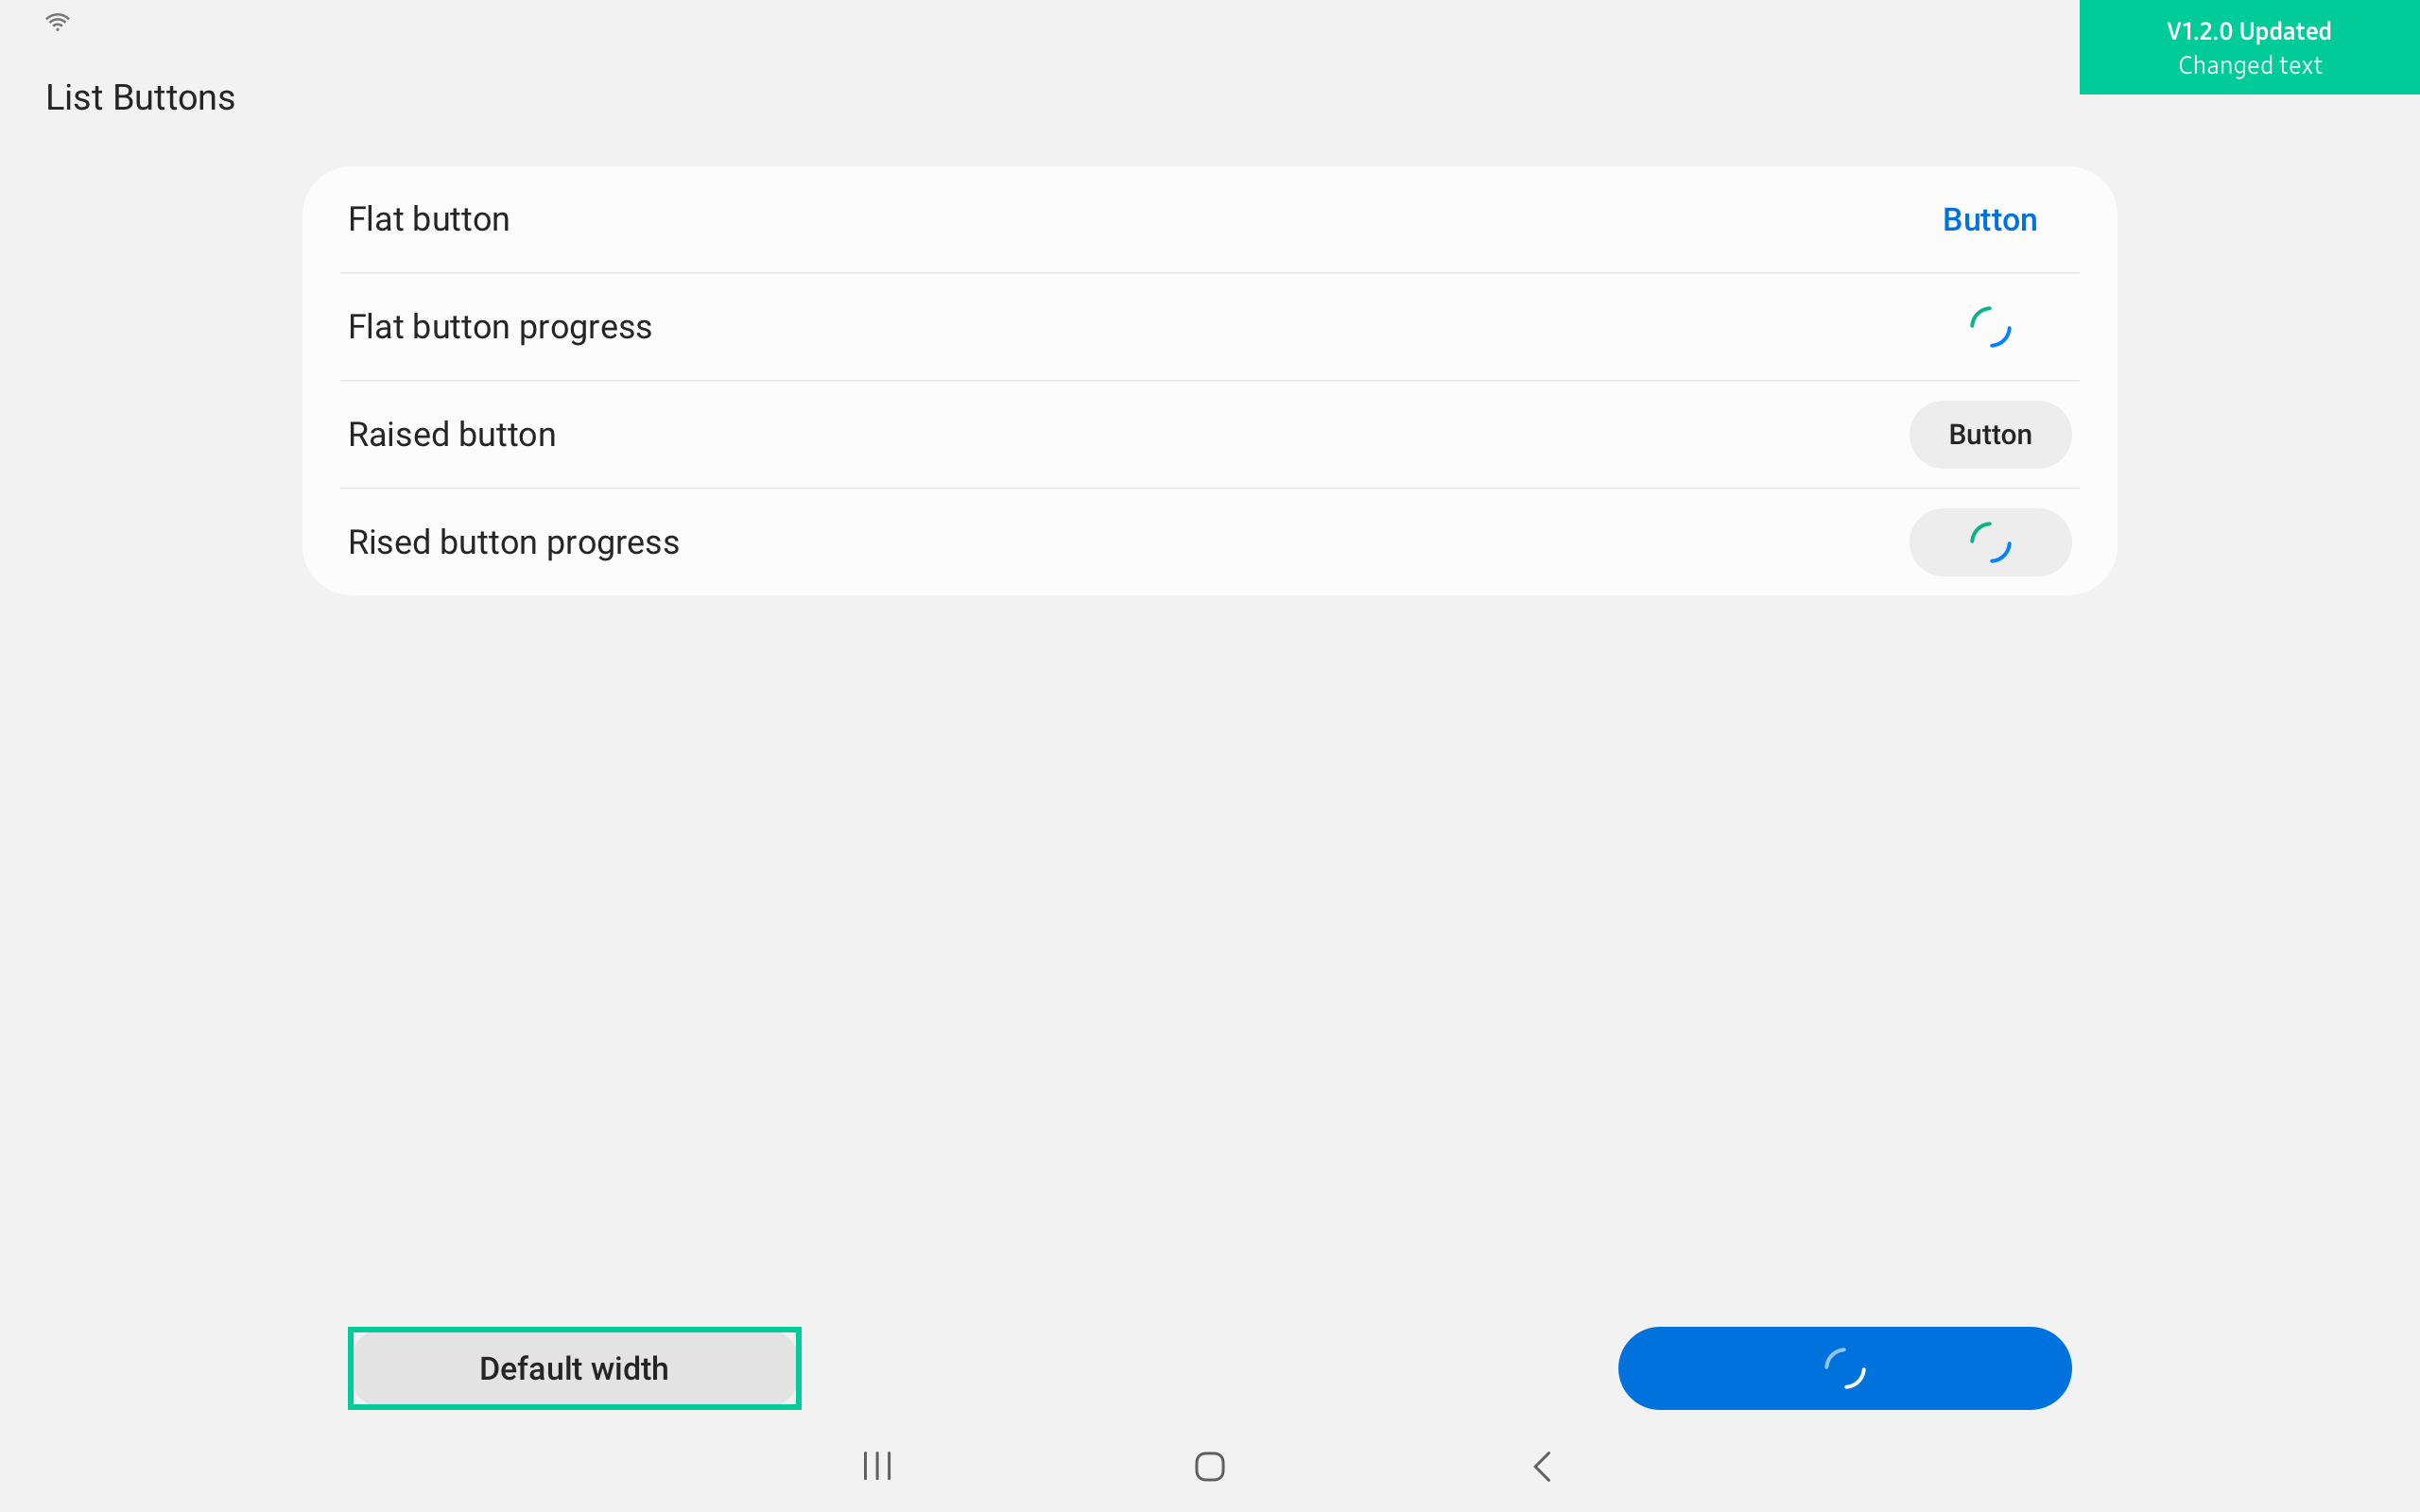 V1.2.0 Updated
Changed text
List Buttons
Flat button
Button
Flat button progress
Raised button
Button
Rised button progress
Default width